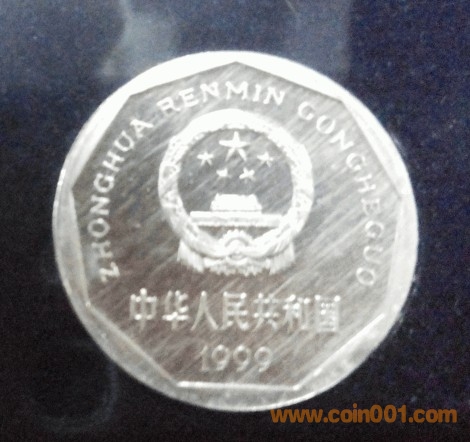 ZHONGHUA RENMIN GONGHEGUO
中华人民共和国
1999
www.coin001.com